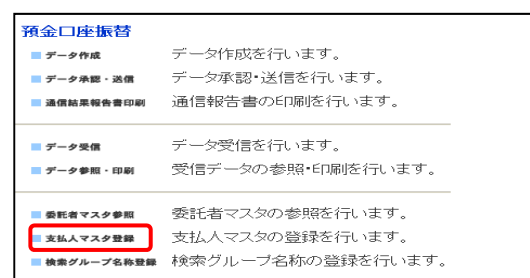 預金口座振替
データ作成 データ作成を行います。
データ承認・送信 データ承認・送信を行います。
通信結果報告書印刷 通信報告書の印刷を行います。
データ受信 データ受信を行います。
データ参照・印刷 受信データの参照・印刷を行います。
委託者マスタ参照 委託者マスタの参照を行います。
支払人マスタ登録 支払人マスタの登録を行います。
検索グループ名称登録 検索グループ名称の登録を行います。